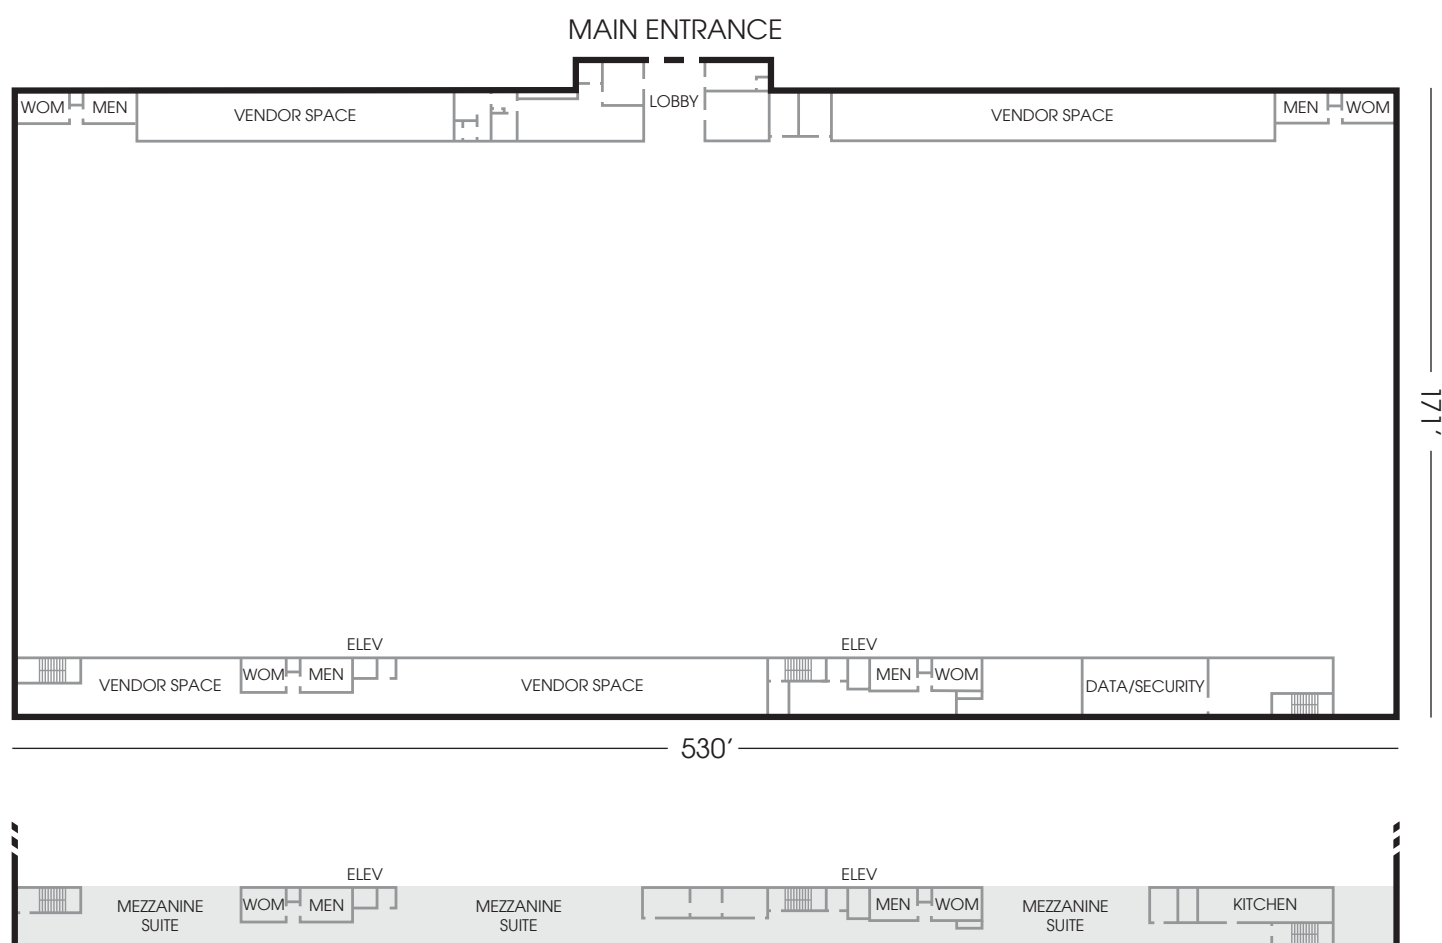 MAIN ENTRANCE
WOM MEN VENDOR SPACE LOBBY VENDOR SPACE MEN WOM
171’
ELEV ELEV
VENDOR SPACE WOM MEN VENDOR SPACE MEN WOM DATA/SECURITY
530’
ELEV ELEV
MEZZANINE SUITE WOM MEN MEZZANINE SUITE MEN WOM MEZZANINE SUITE KITCHEN